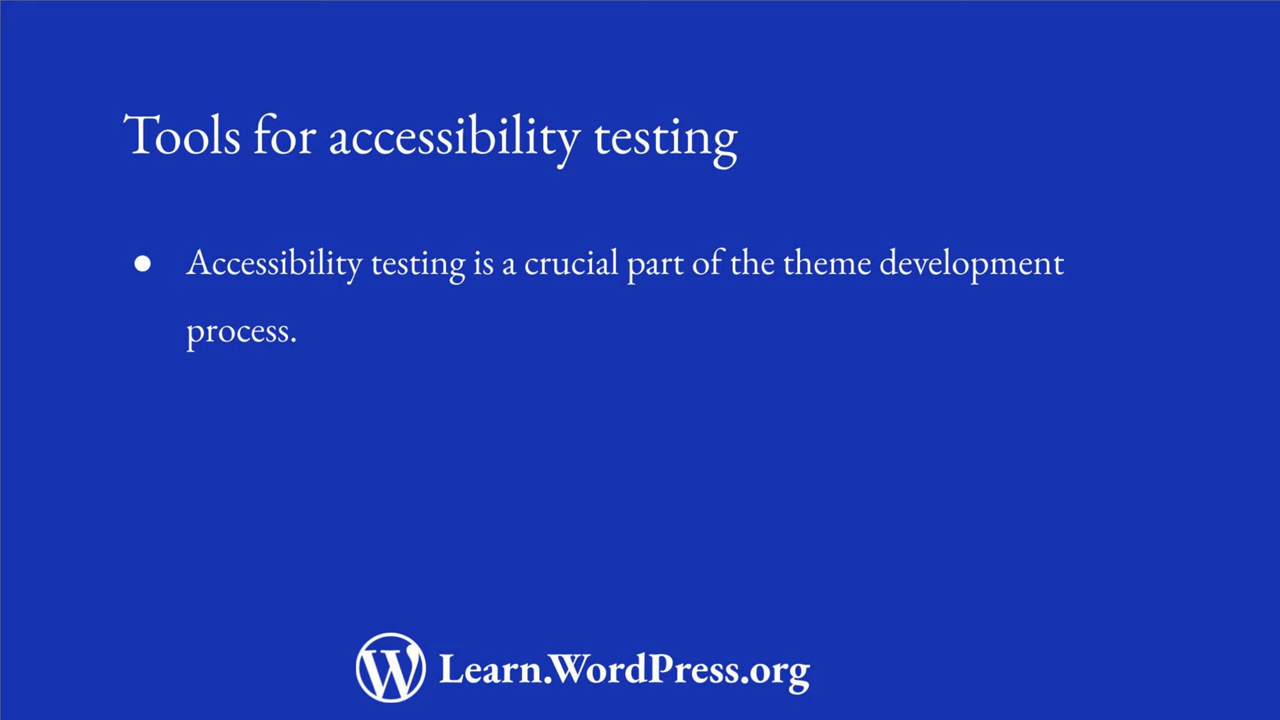 Tools for accessibility testing
● Accessibility testing is a crucial part of the theme development
process.
Learn.WordPress.org